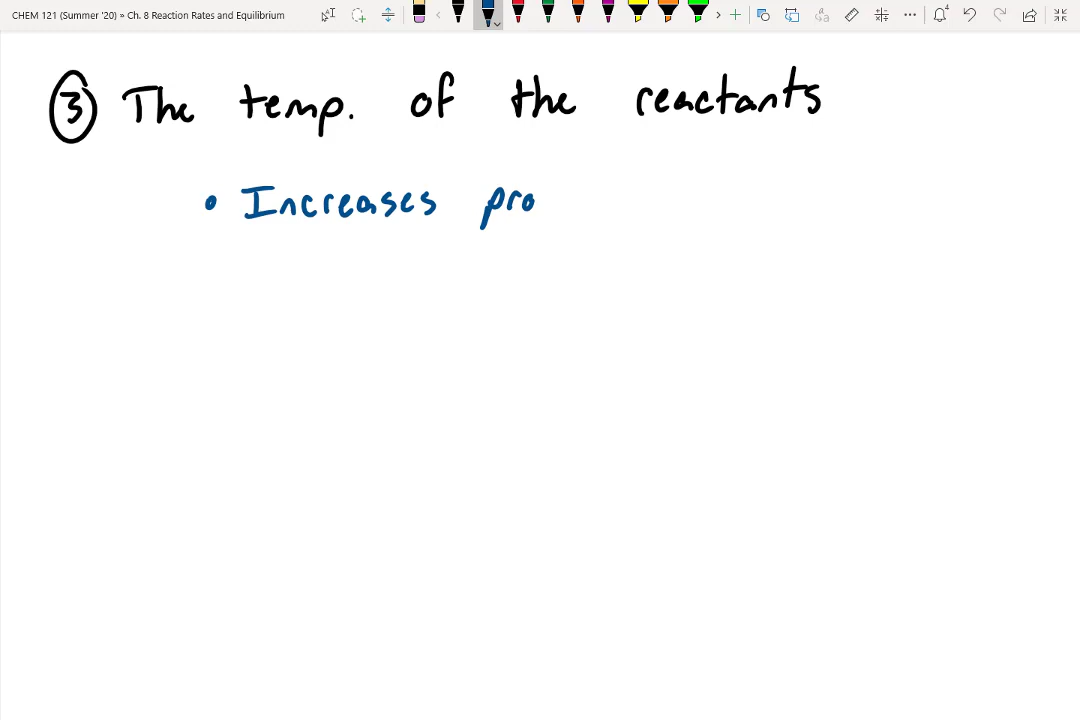 CHEM 121 (Summer '20) » Ch. 8 Reaction Rates and Equilibrium
③ The temp. of the reactants
• Increases pro